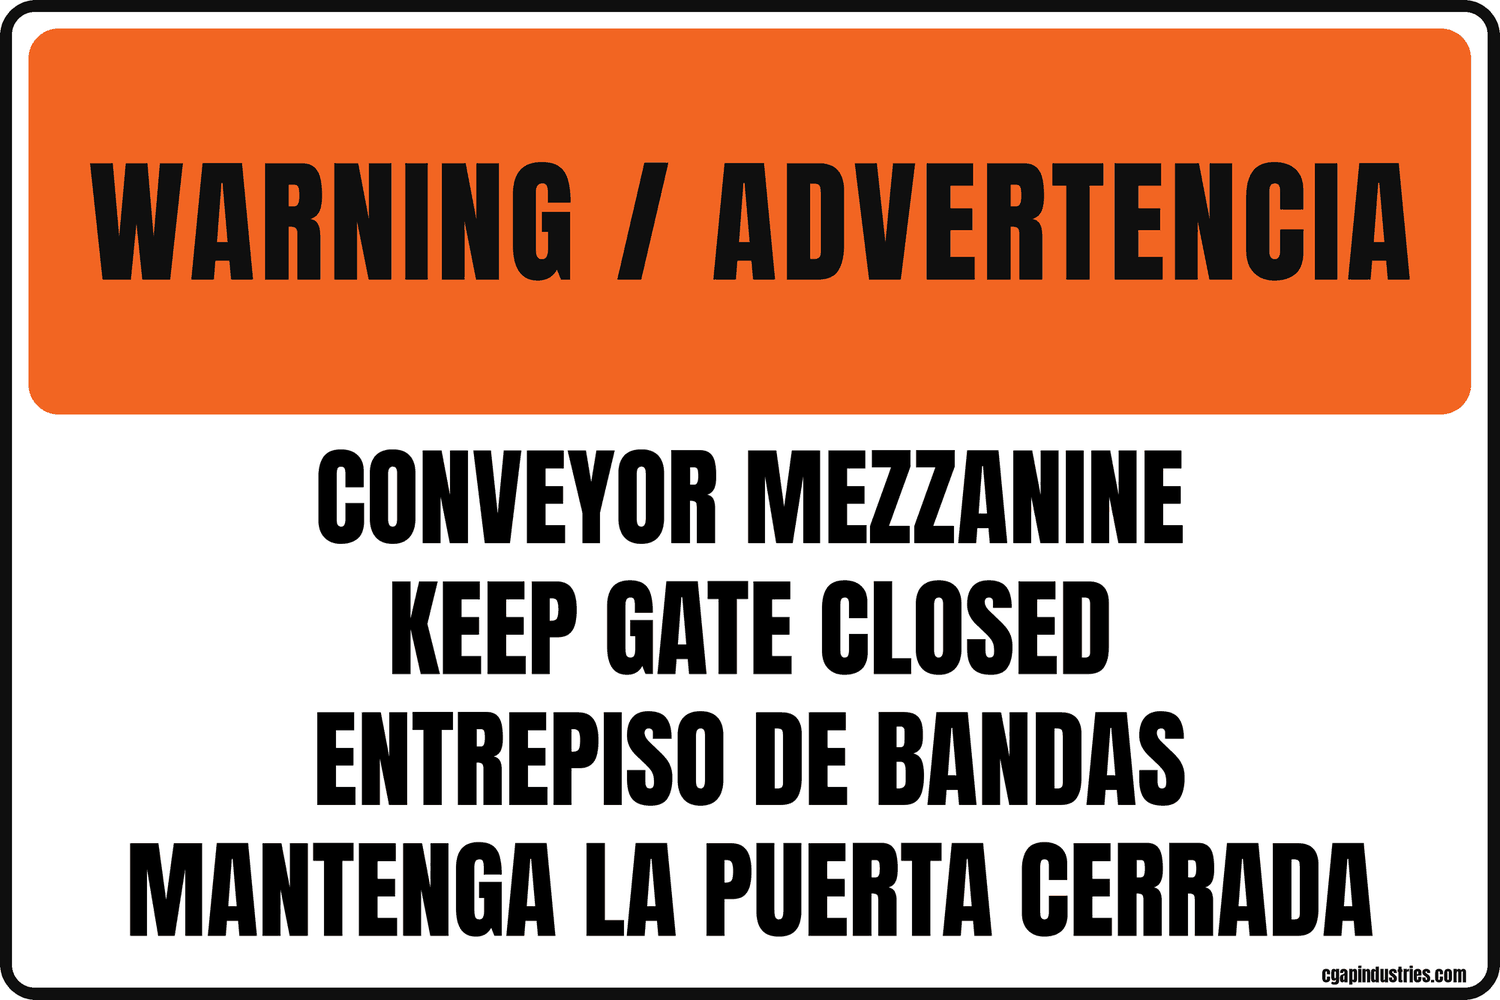 WARNING / ADVERTENCIA
CONVEYOR MEZZANINE
KEEP GATE CLOSED
ENTREPISO DE BANDAS
MANTENGA LA PUERTA CERRADA
cgapindustries.com